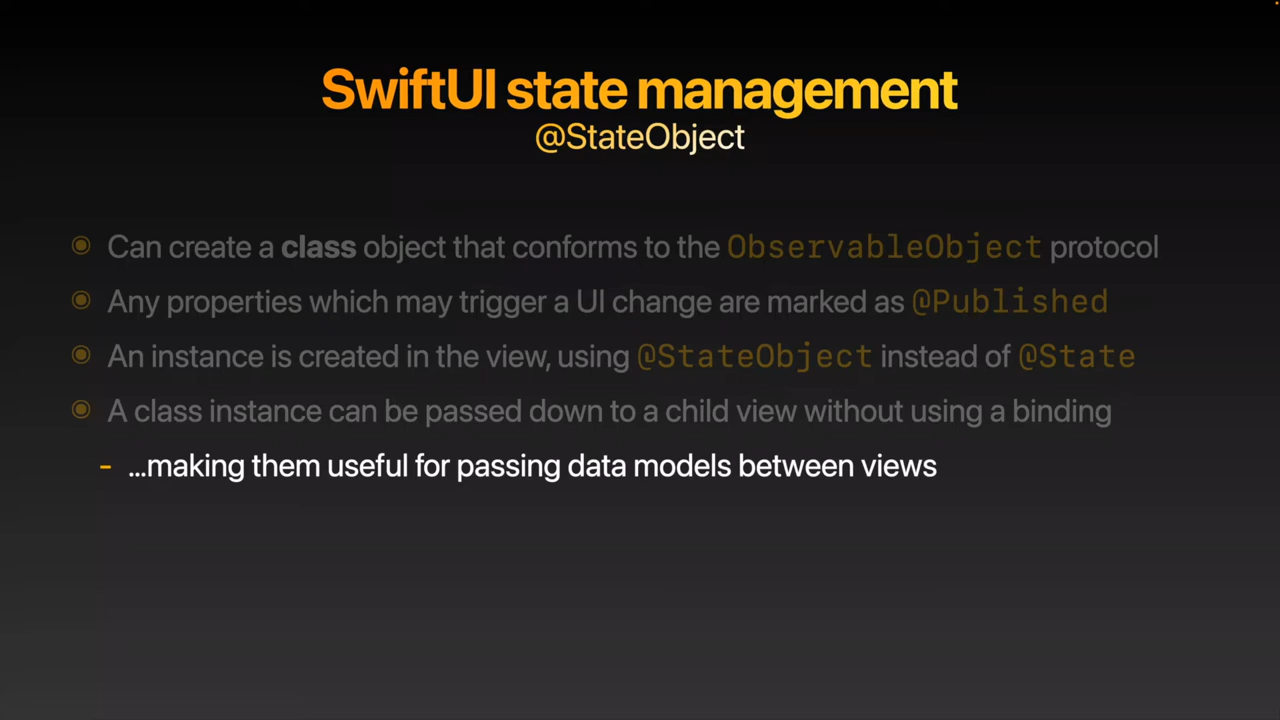 SwiftUI state management
@StateObject
Can create a class object that conforms to the ObservableObject protocol
Any properties which may trigger a UI change are marked as @Published
An instance is created in the view, using @StateObject instead of @State
A class instance can be passed down to a child view without using a binding
- …making them useful for passing data models between views